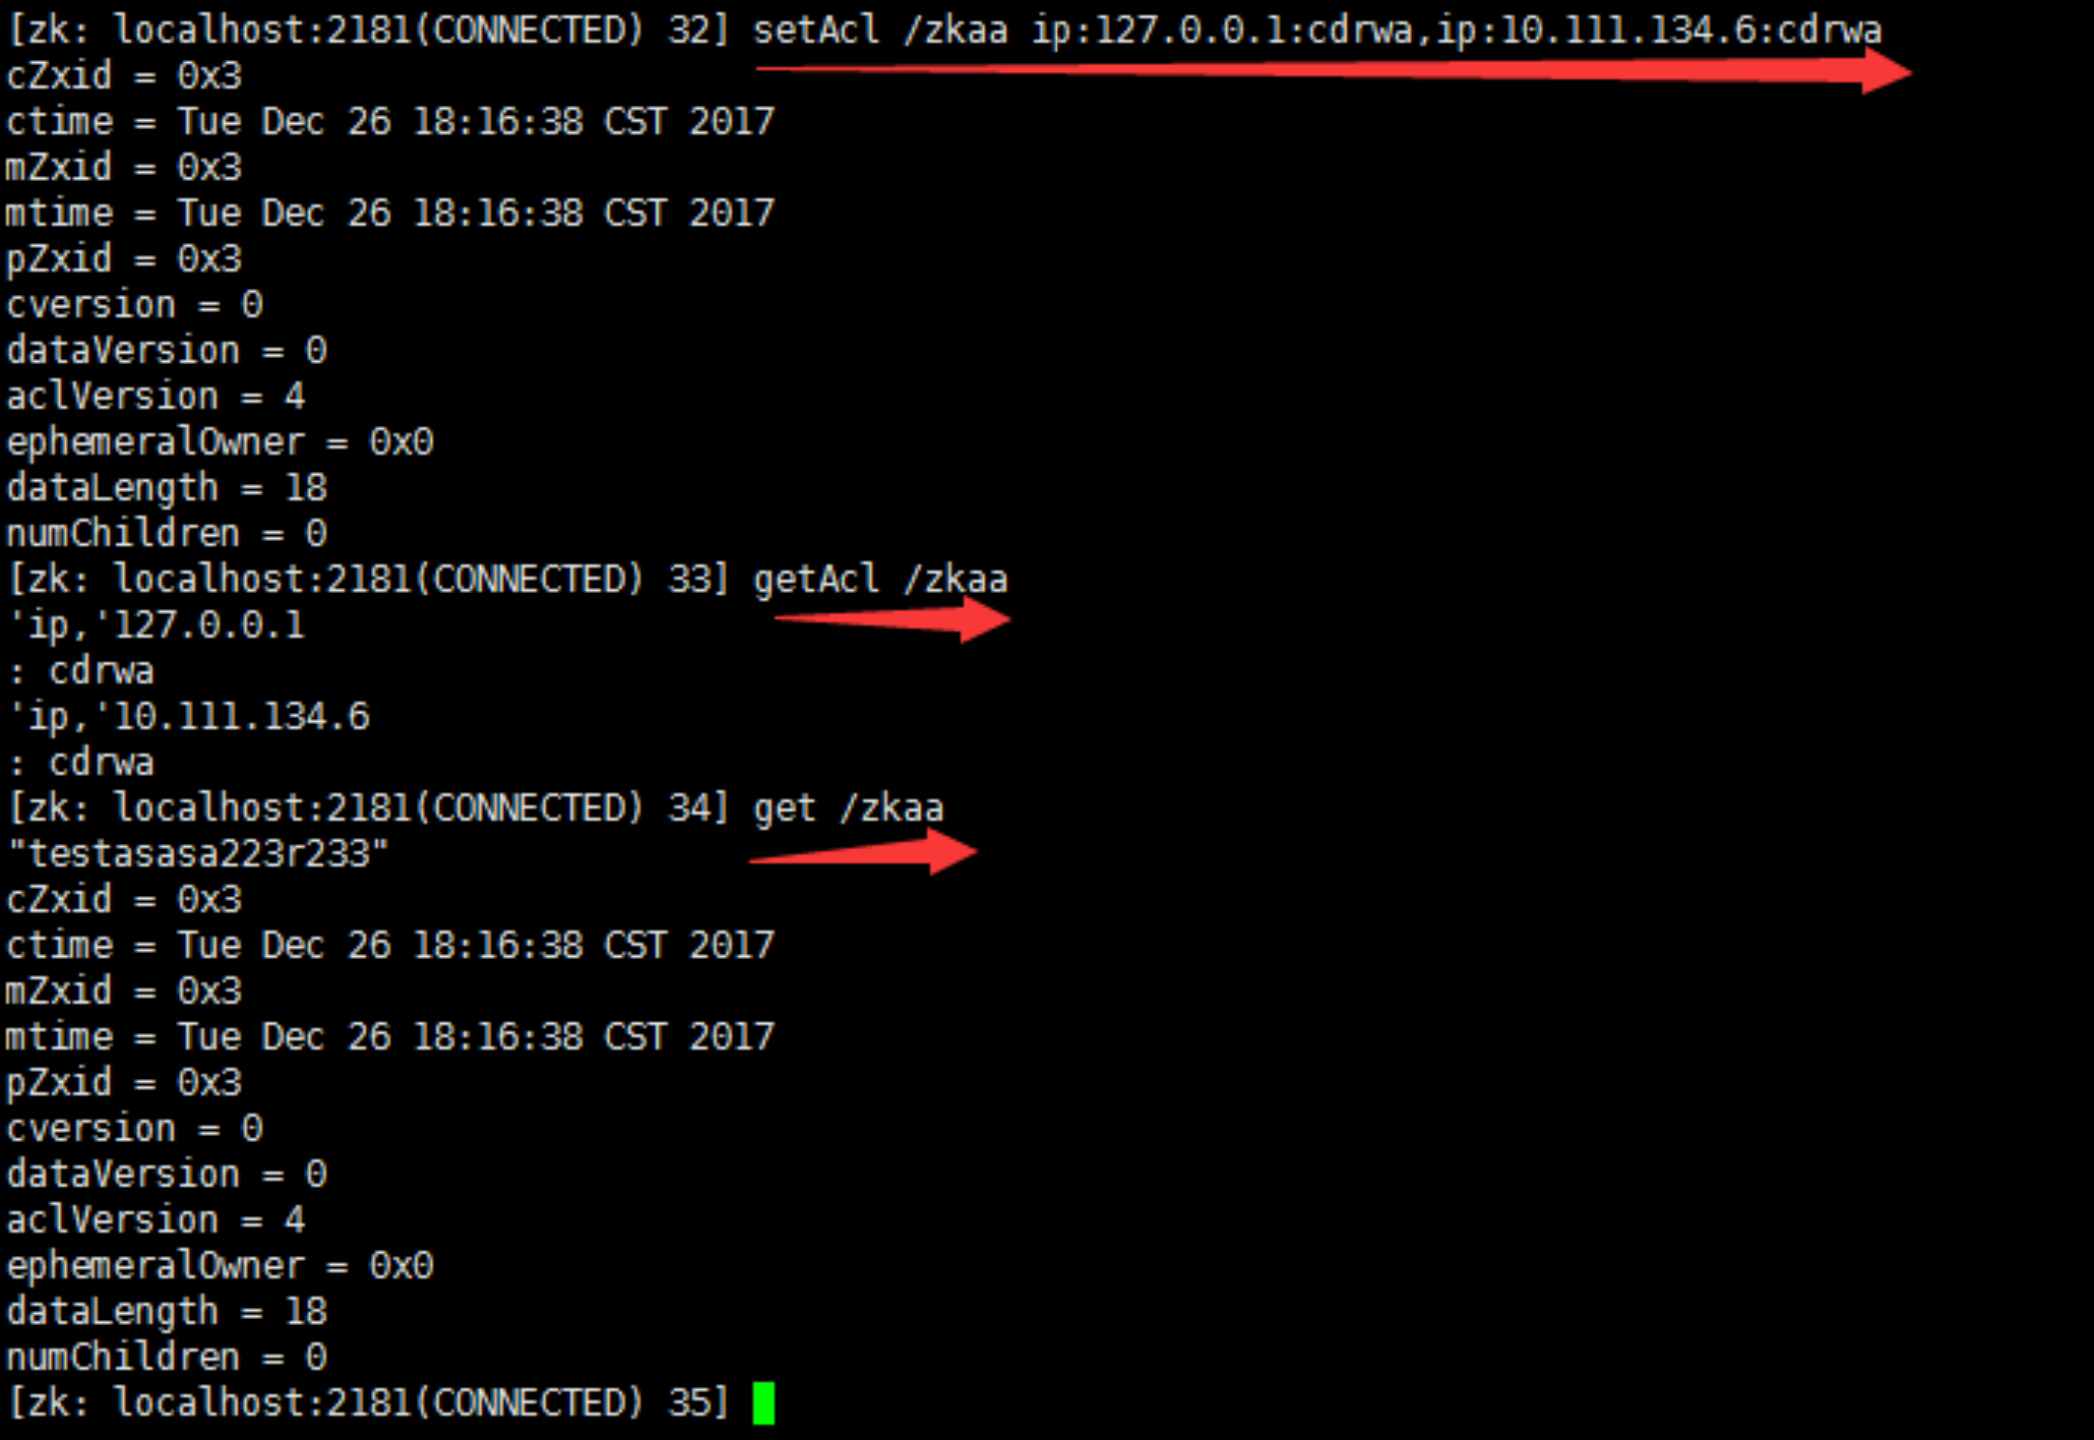 [zk: localhost:2181(CONNECTED) 32] setAcl /zkaa ip:127.0.0.1:cdrwa,ip:10.111.134.6:cdrwa
cZxid = 0x3
ctime = Tue Dec 26 18:16:38 CST 2017
mZxid = 0x3
mtime = Tue Dec 26 18:16:38 CST 2017
pZxid = 0x3
cversion = 0
dataVersion = 0
aclVersion = 4
ephemeralOwner = 0x0
dataLength = 18
numChildren = 0
[zk: localhost:2181(CONNECTED) 33] getAcl /zkaa
'ip,'127.0.0.1
: cdrwa
'ip,'10.111.134.6
: cdrwa
[zk: localhost:2181(CONNECTED) 34] get /zkaa
"testasasa223r233"
cZxid = 0x3
ctime = Tue Dec 26 18:16:38 CST 2017
mZxid = 0x3
mtime = Tue Dec 26 18:16:38 CST 2017
pZxid = 0x3
cversion = 0
dataVersion = 0
aclVersion = 4
ephemeralOwner = 0x0
dataLength = 18
numChildren = 0
[zk: localhost:2181(CONNECTED) 35]